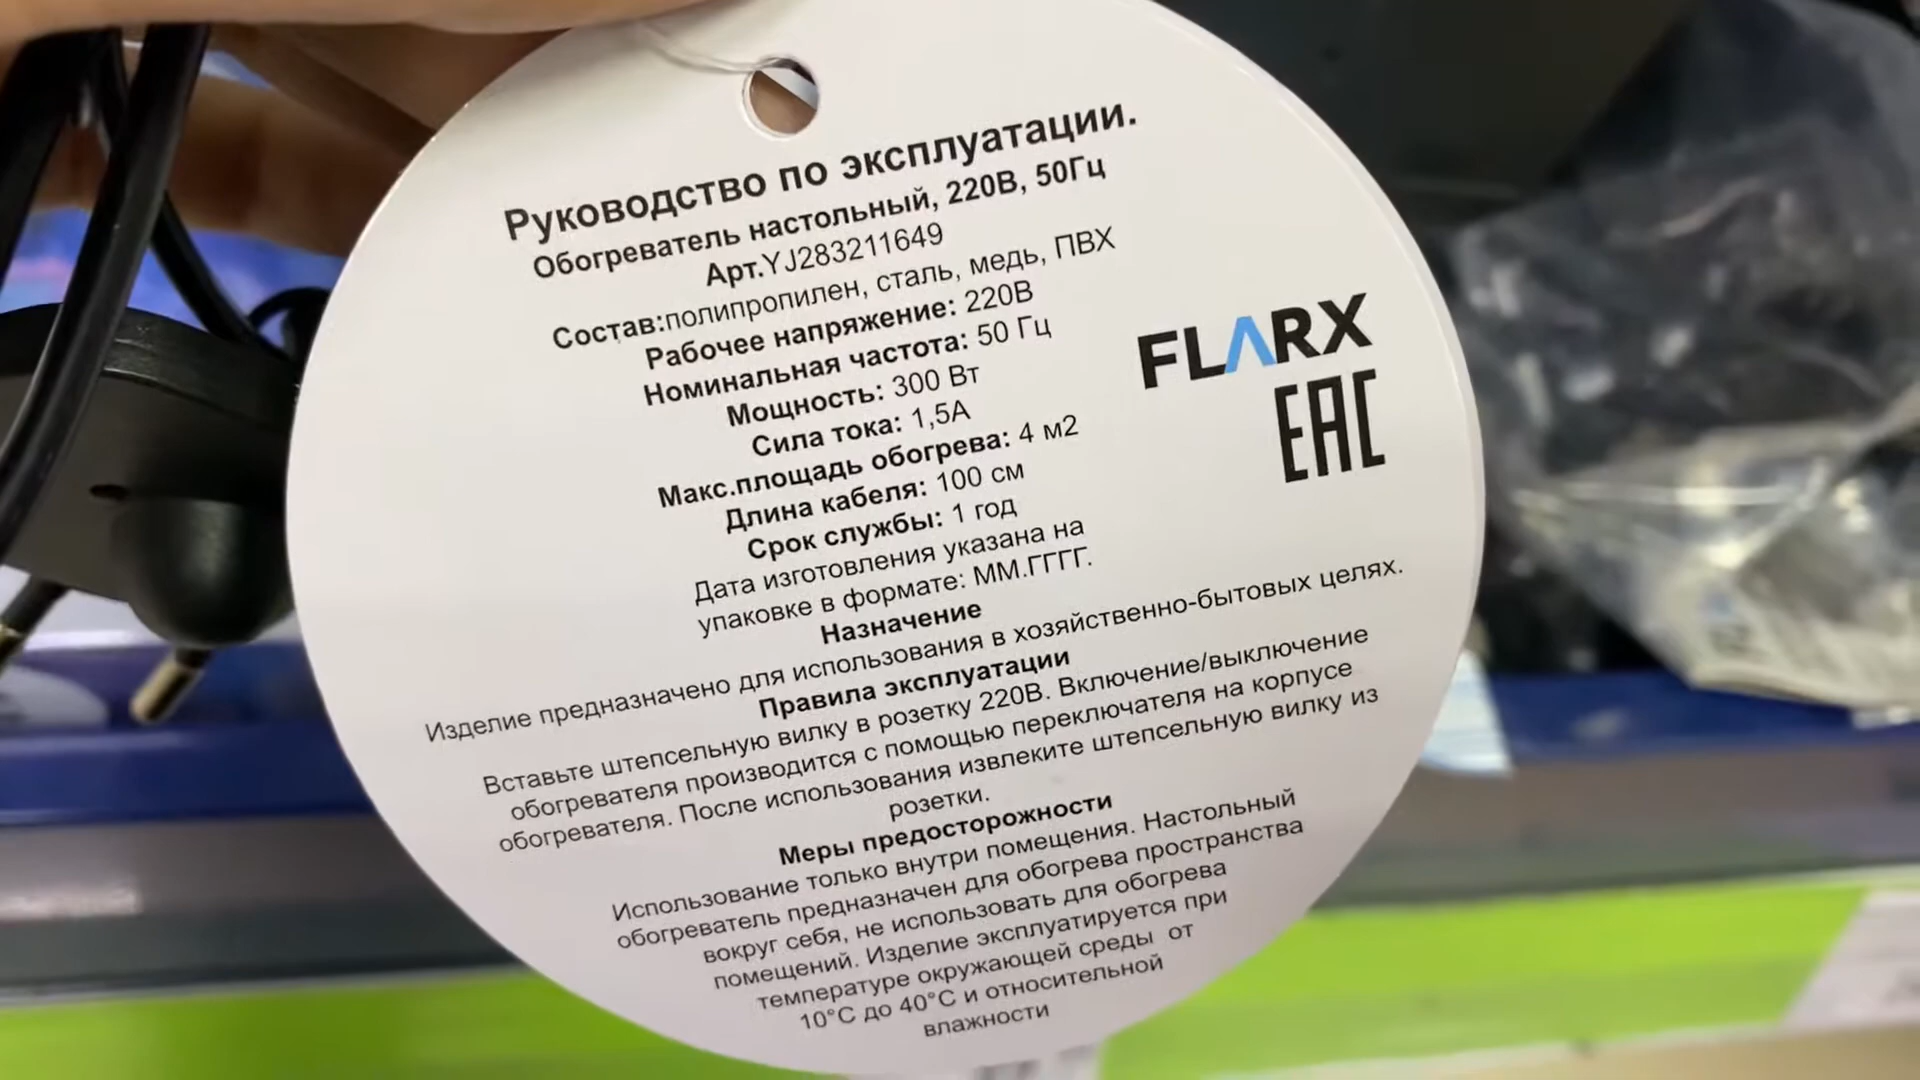 Руководство по эксплуатации.
Обогреватель настольный, 220В, 50Гц
Арт.YJ283211649
Состав:полипропилен, сталь, медь, ПВХ
Рабочее напряжение: 220В
Номинальная частота: 50 Гц
Мощность: 300 Вт
Сила тока: 1,5А
Макс.площадь обогрева: 4 м2
Длина кабеля: 100 см
Срок службы: 1 год
Дата изготовления указана на
упаковке в формате: ММ.ГГГГ.
FLARX
EAC
Назначение
Изделие предназначено для использования в хозяйственно-бытовых целях.
Правила эксплуатации
Вставьте штепсельную вилку в розетку 220В. Включение/выключение
обогревателя производится с помощью переключателя на корпусе
обогревателя. После использования извлеките штепсельную вилку из
розетки.
Меры предосторожности
Использование только внутри помещения. Настольный
обогреватель предназначен для обогрева пространства
вокруг себя, не использовать для обогрева
помещений. Изделие эксплуатируется при
температуре окружающей среды от
10°С до 40°С и относительной
влажности